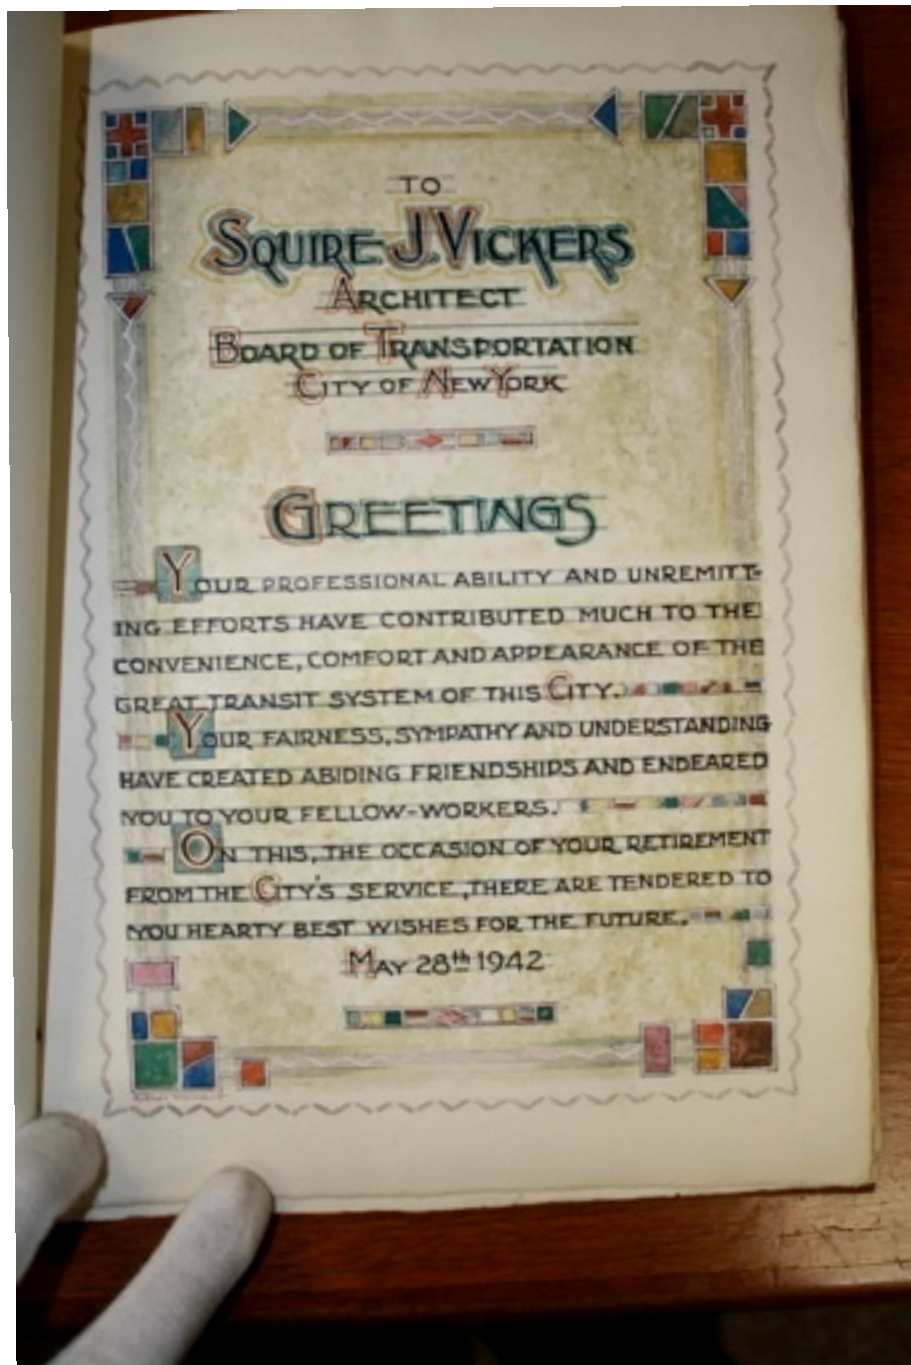 TO
SQUIRE J. VICKERS
ARCHITECT
BOARD OF TRANSPORTATION
CITY OF NEW YORK
GREETINGS
YOUR PROFESSIONAL ABILITY AND UNREMITT-
ING EFFORTS HAVE CONTRIBUTED MUCH TO THE
CONVENIENCE, COMFORT AND APPEARANCE OF THE
GREAT TRANSIT SYSTEM OF THIS CITY.
YOUR FAIRNESS, SYMPATHY AND UNDERSTANDING
HAVE CREATED ABIDING FRIENDSHIPS AND ENDEARED
YOU TO YOUR FELLOW-WORKERS.
ON THIS, THE OCCASION OF YOUR RETIREMENT
FROM THE CITY'S SERVICE, THERE ARE TENDERED TO
YOU HEARTY BEST WISHES FOR THE FUTURE.
MAY 28th 1942